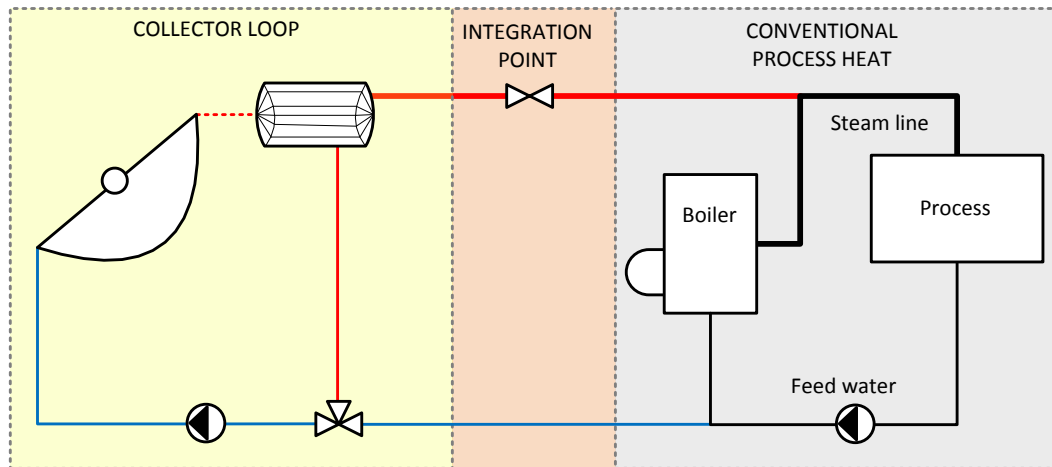 COLLECTOR LOOP
INTEGRATION
POINT
CONVENTIONAL
PROCESS HEAT
Steam line
Boiler
Process
Feed water